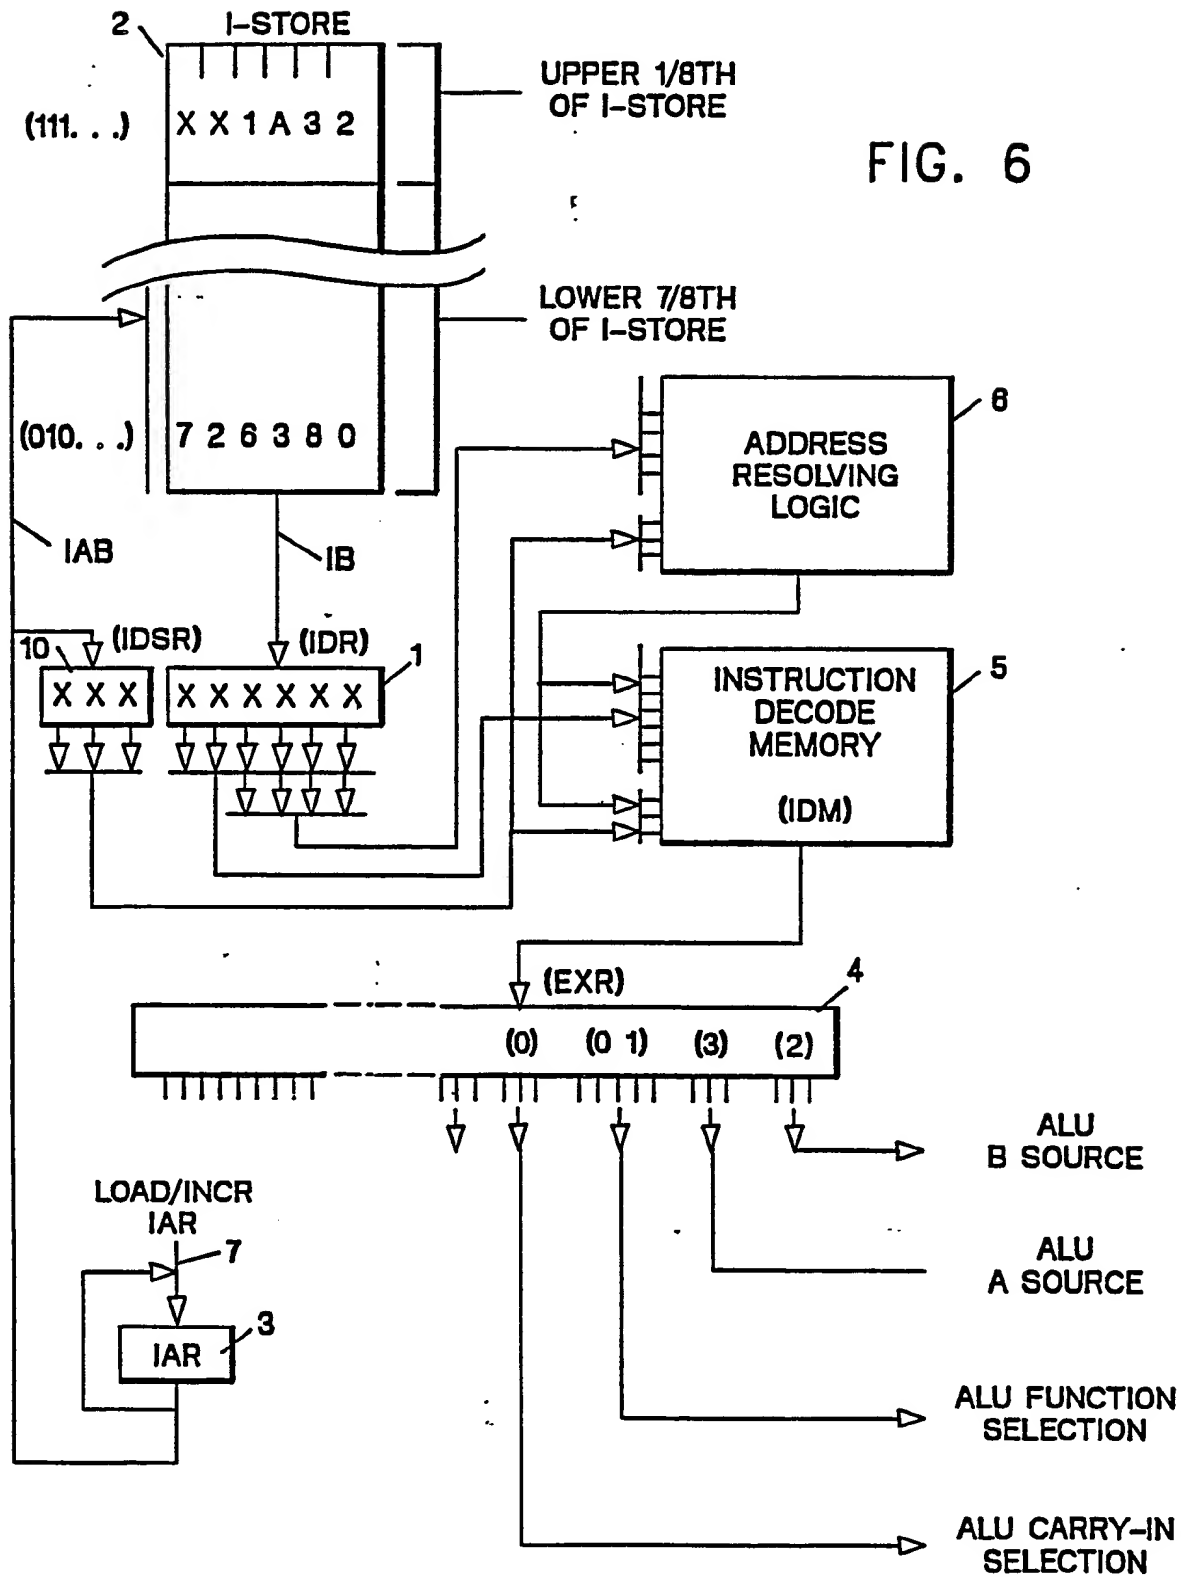 2
I-STORE
UPPER 1/8TH
OF I-STORE
(111. . .)
X X 1 A 3 2
FIG. 6
LOWER 7/8TH
OF I-STORE
(010. . .)
7 2 6 3 8 0
6
ADDRESS
RESOLVING
LOGIC
IAB
IB
10
(IDSR)
(IDR)
1
X X X
X X X X X X
5
INSTRUCTION
DECODE
MEMORY
(IDM)
(EXR)
4
(0)
(0 1)
(3)
(2)
ALU
B SOURCE
LOAD/INCR
IAR
7
ALU
A SOURCE
3
IAR
ALU FUNCTION
SELECTION
ALU CARRY-IN
SELECTION